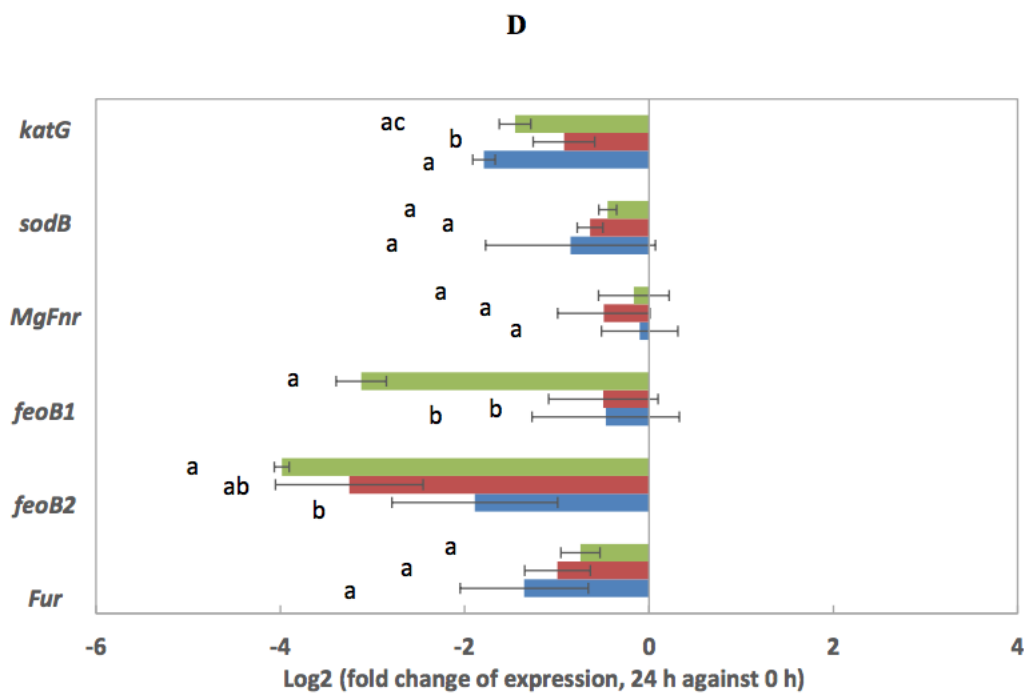 D
katG
ac
b
a
sodB
a
a
a
MgFnr
a
a
a
feoB1
a
b
b
feoB2
a
ab
b
Fur
a
a
a
-6 -4 -2 0 2 4
Log2 (fold change of expression, 24 h against 0 h)